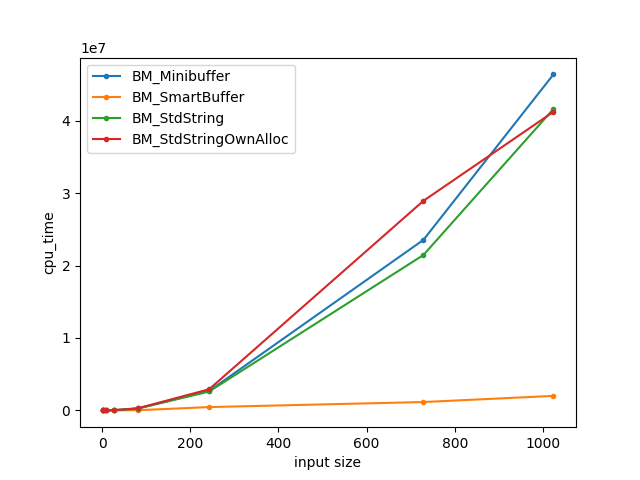 1e7
BM_Minibuffer
BM_SmartBuffer
BM_StdString
BM_StdStringOwnAlloc
4
3
2
1
0
cpu_time
0 200 400 600 800 1000
input size